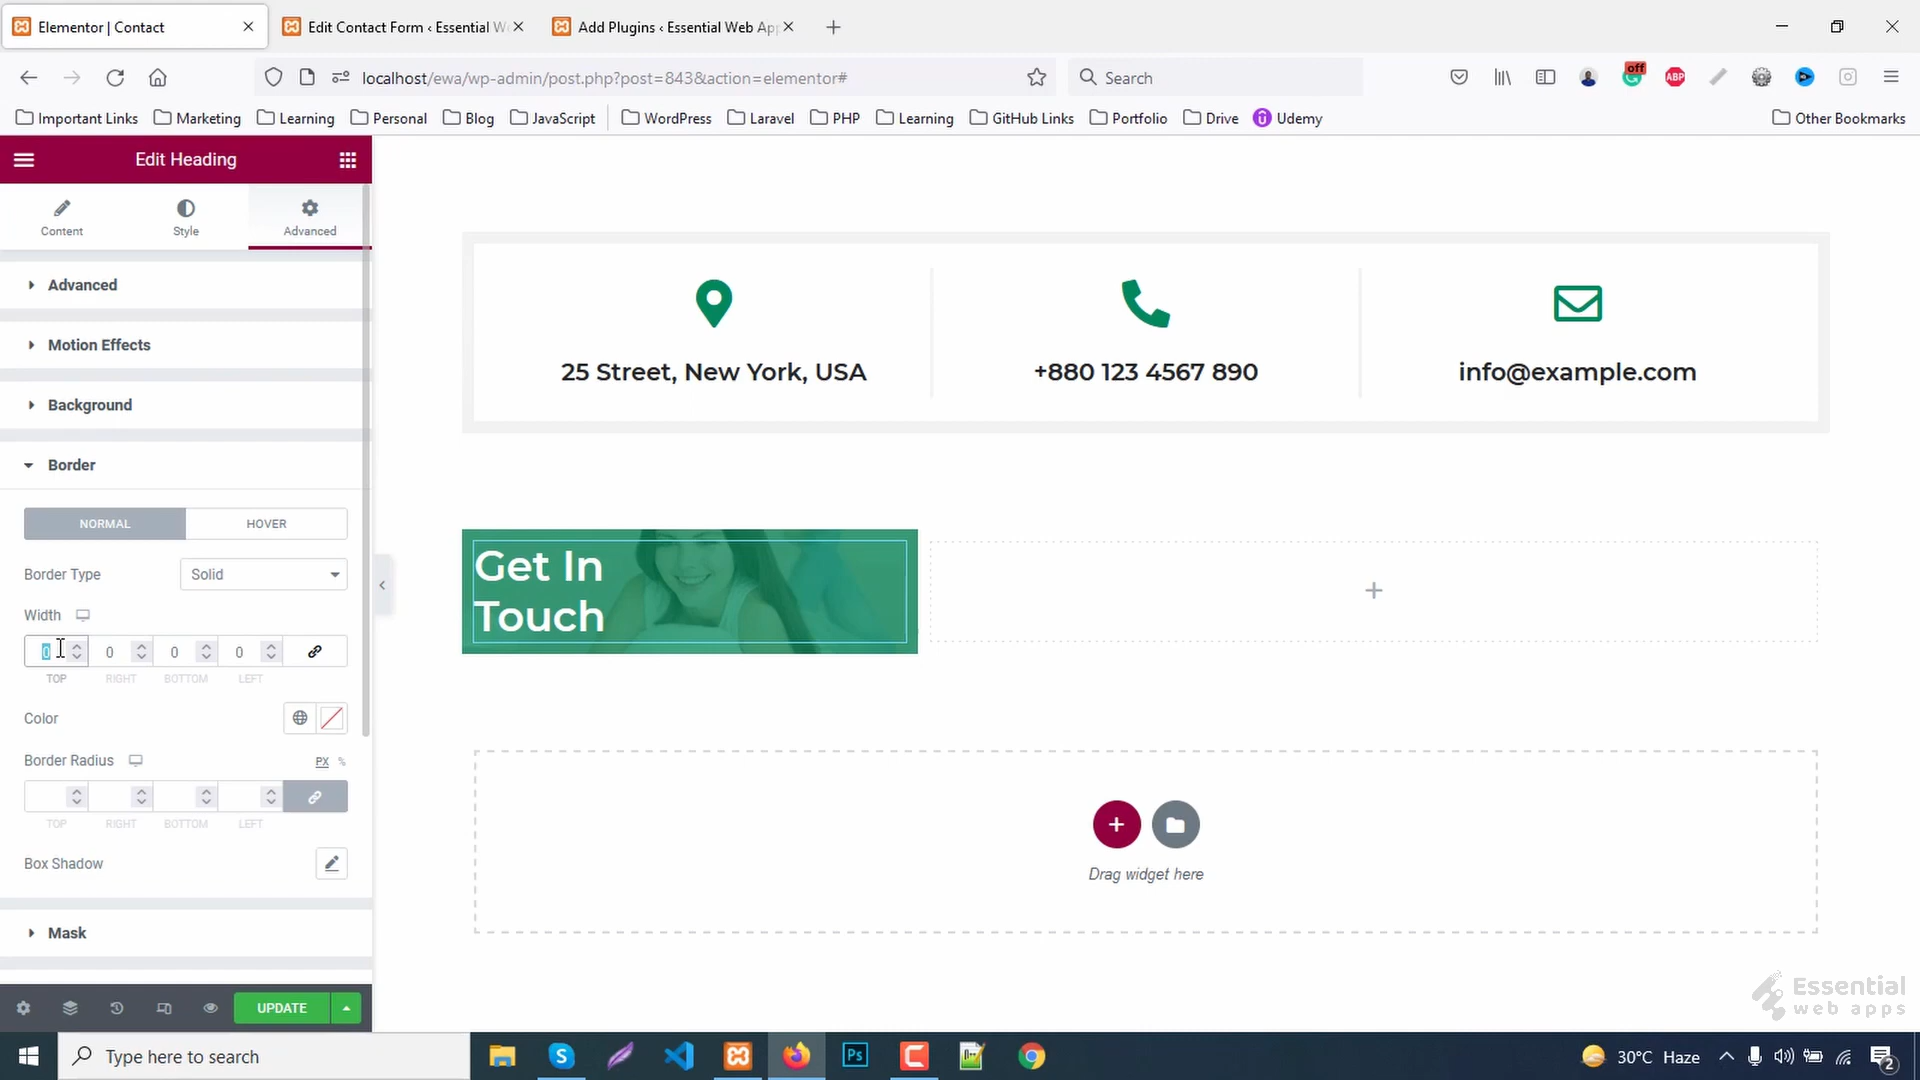 Elementor | Contact
Edit Contact Form ‹ Essential W
Add Plugins ‹ Essential Web App
localhost/ewa/wp-admin/post.php?post=843&action=elementor#
Search
off
ABP
Important Links
Marketing
Learning
Personal
Blog
JavaScript
WordPress
Laravel
PHP
Learning
GitHub Links
Portfolio
Drive
Udemy
Other Bookmarks
Edit Heading
Content
Style
Advanced
Advanced
Motion Effects
Background
Border
NORMAL
HOVER
Border Type
Solid
Width
0
0
0
0
TOP
RIGHT
BOTTOM
LEFT
Color
Border Radius
PX
%
TOP
RIGHT
BOTTOM
LEFT
Box Shadow
Mask
UPDATE
25 Street, New York, USA
+880 123 4567 890
info@example.com
Get In
Touch
Drag widget here
Essential
web apps
Type here to search
Ps
30°C Haze
2